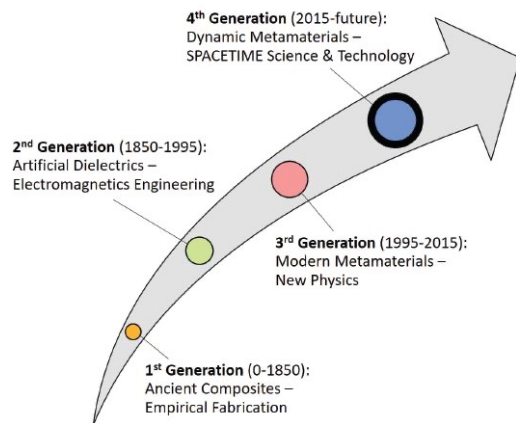 4th Generation (2015-future):
Dynamic Metamaterials –
SPACETIME Science & Technology
2nd Generation (1850-1995):
Artificial Dielectrics –
Electromagnetics Engineering
3rd Generation (1995-2015):
Modern Metamaterials –
New Physics
1st Generation (0-1850):
Ancient Composites –
Empirical Fabrication